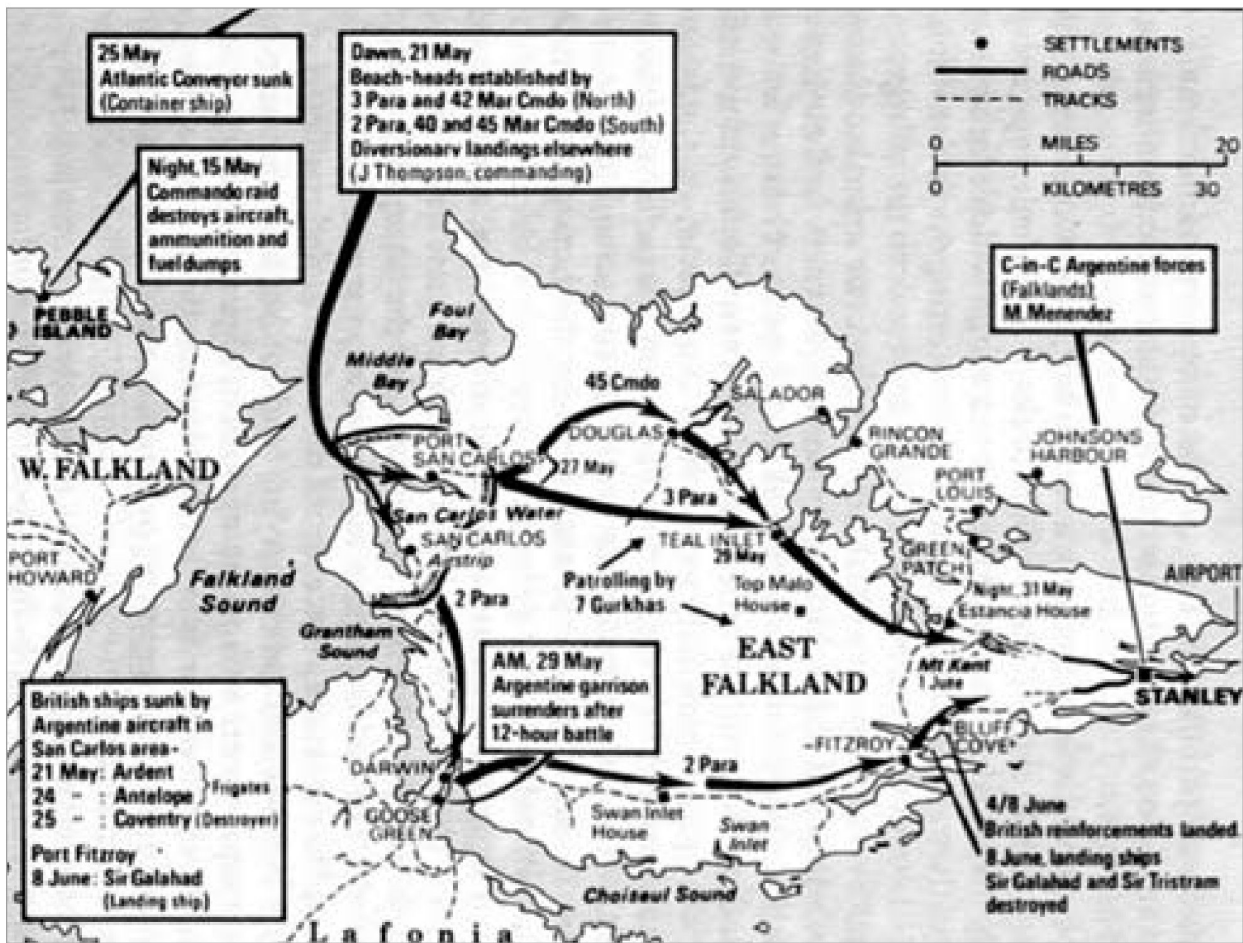 25 May
Atlantic Conveyor sunk
(Container ship)
Dawn, 21 May
Beach-heads established by
3 Para and 42 Mar Cmdo (North)
2 Para, 40 and 45 Mar Cmdo (South)
Diversionary landings elsewhere
(J Thompson, commanding)
SETTLEMENTS
ROADS
TRACKS
0 MILES 20
0 KILOMETRES 30
Night, 15 May
Commando raid
destroys aircraft,
ammunition and
fuel dumps
C-in-C Argentine forces
(Falklands)
M. Menendez
PEBBLE
ISLAND
Foul
Bay
Middle
Bay
45 Cmdo
SALADOR
DOUGLAS
RINCON
GRANDE
JOHNSONS
HARBOUR
PORT
SAN CARLOS
27 May
W. FALKLAND
3 Para
PORT
LOUIS
San Carlos Water
SAN CARLOS
Airstrip
TEAL INLET
29 May
GREEN
PATCH
PORT
HOWARD
Falkland
Sound
Patrolling by
7 Gurkhas
Top Malo
House
Night, 31 May
Estancia House
AIRPORT
2 Para
Grantham
Sound
EAST
FALKLAND
Mt Kent
1 June
STANLEY
AM, 29 May
Argentine garrison
surrenders after
12-hour battle
British ships sunk by
Argentine aircraft in
San Carlos area-
21 May: Ardent
24 " : Antelope
Frigates
25 " : Coventry (Destroyer)
Port Fitzroy
8 June: Sir Galahad
(Landing ship)
DARWIN
GOOSE
GREEN
2 Para
FITZROY
BLUFF
COVE
Swan Inlet
House
Swan
Inlet
4/8 June
British reinforcements landed
8 June, landing ships
Sir Galahad and Sir Tristram
destroyed
Choiseul Sound
Lafonia